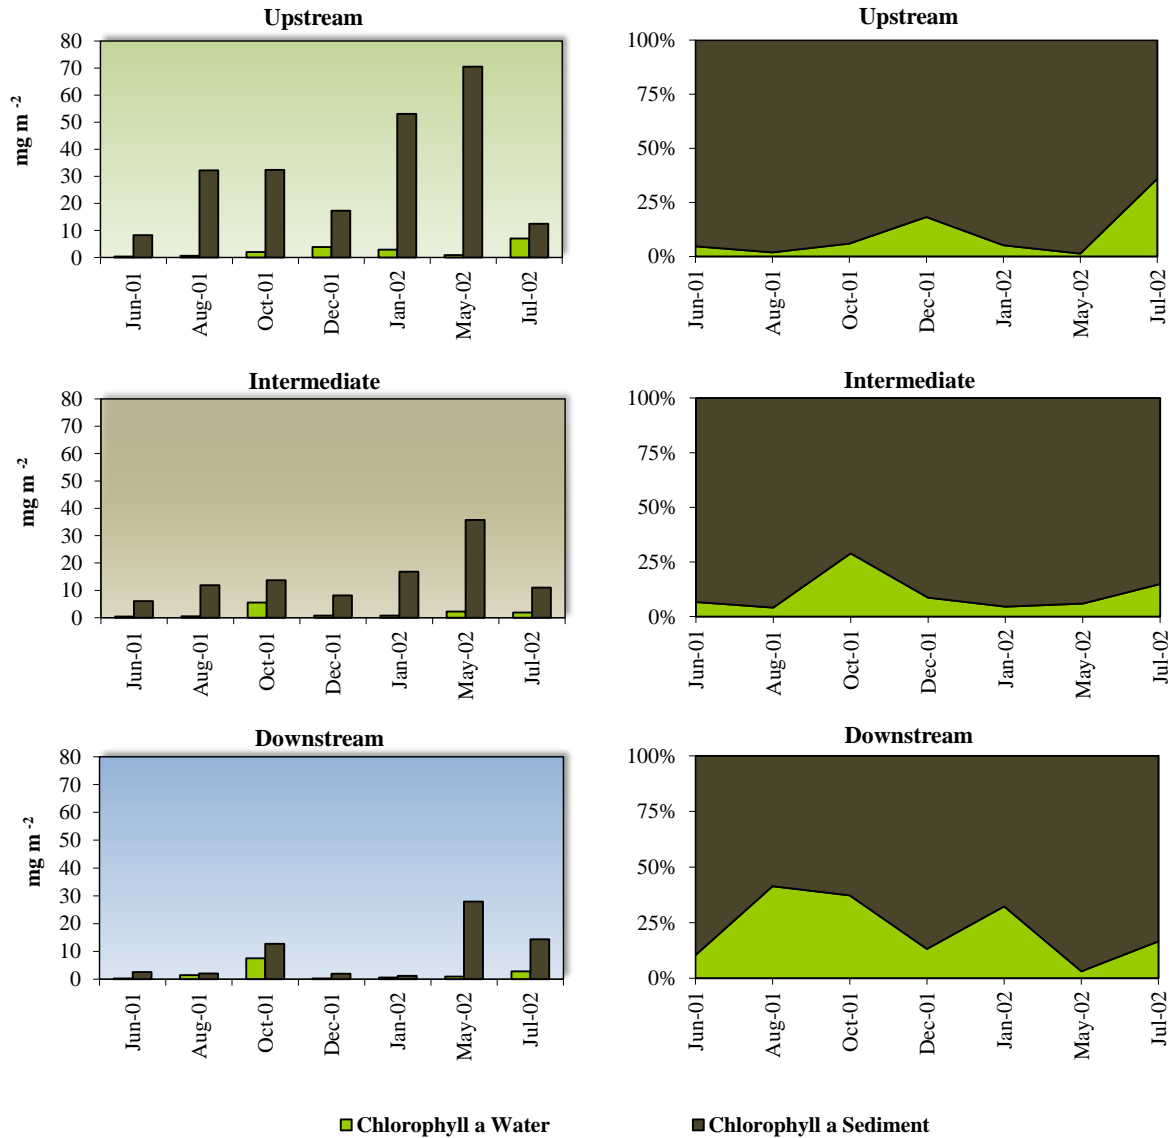 Upstream
80
70
60
50
40
30
20
10
0
mg m -2
Jun-01
Aug-01
Oct-01
Dec-01
Jan-02
May-02
Jul-02
Upstream
100%
75%
50%
25%
0%
Jun-01
Aug-01
Oct-01
Dec-01
Jan-02
May-02
Jul-02
Intermediate
80
70
60
50
40
30
20
10
0
mg m -2
Jun-01
Aug-01
Oct-01
Dec-01
Jan-02
May-02
Jul-02
Intermediate
100%
75%
50%
25%
0%
Jun-01
Aug-01
Oct-01
Dec-01
Jan-02
May-02
Jul-02
Downstream
80
70
60
50
40
30
20
10
0
mg m -2
Jun-01
Aug-01
Oct-01
Dec-01
Jan-02
May-02
Jul-02
Downstream
100%
75%
50%
25%
0%
Jun-01
Aug-01
Oct-01
Dec-01
Jan-02
May-02
Jul-02
Chlorophyll a Water
Chlorophyll a Sediment